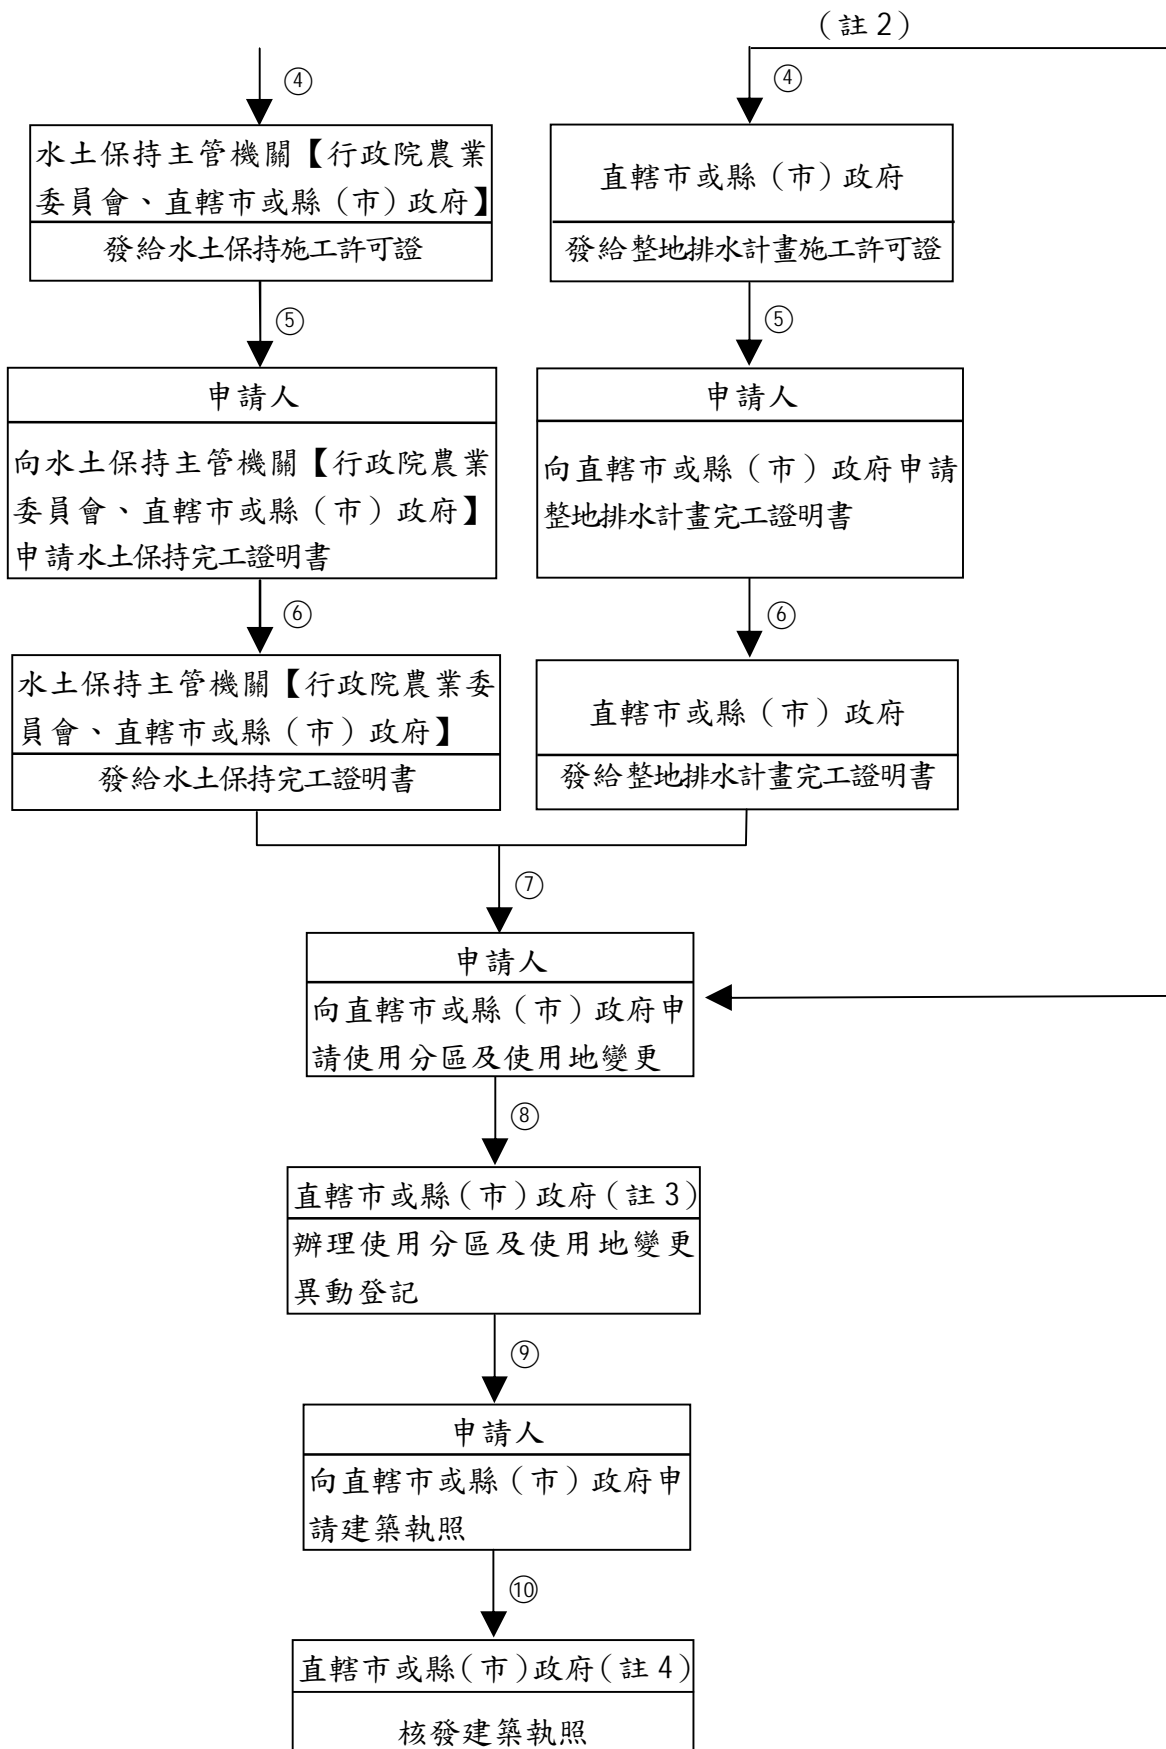 （註2）
④
④
水土保持主管機關【行政院農業
委員會、直轄市或縣（市）政府】
發給水土保持施工許可證
直轄市或縣（市）政府
發給整地排水計畫施工許可證
⑤
⑤
申請人
向水土保持主管機關【行政院農業
委員會、直轄市或縣（市）政府】
申請水土保持完工證明書
申請人
向直轄市或縣（市）政府申請
整地排水計畫完工證明書
⑥
⑥
水土保持主管機關【行政院農業委
員會、直轄市或縣（市）政府】
發給水土保持完工證明書
直轄市或縣（市）政府
發給整地排水計畫完工證明書
⑦
申請人
向直轄市或縣（市）政府申
請使用分區及使用地變更
⑧
直轄市或縣（市）政府（註3）
辦理使用分區及使用地變更
異動登記
⑨
申請人
向直轄市或縣（市）政府申
請建築執照
⑩
直轄市或縣（市）政府（註4）
核發建築執照